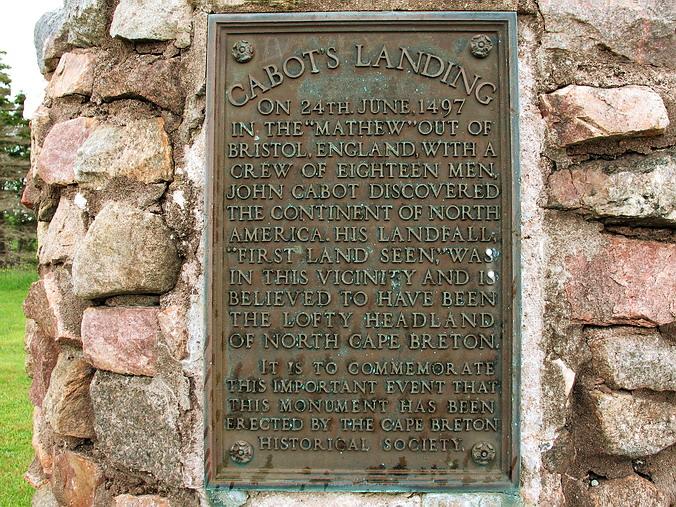 CABOT'S LANDING
ON 24TH. JUNE, 1497
IN THE "MATHEW" OUT OF
BRISTOL, ENGLAND, WITH A
CREW OF EIGHTEEN MEN,
JOHN CABOT DISCOVERED
THE CONTINENT OF NORTH
AMERICA. HIS LANDFALL,
"FIRST LAND SEEN," WAS
IN THIS VICINITY AND IS
BELIEVED TO HAVE BEEN
THE LOFTY HEADLAND
OF NORTH CAPE BRETON.
IT IS TO COMMEMORATE
THIS IMPORTANT EVENT THAT
THIS MONUMENT HAS BEEN
ERECTED BY THE CAPE BRETON
HISTORICAL SOCIETY.